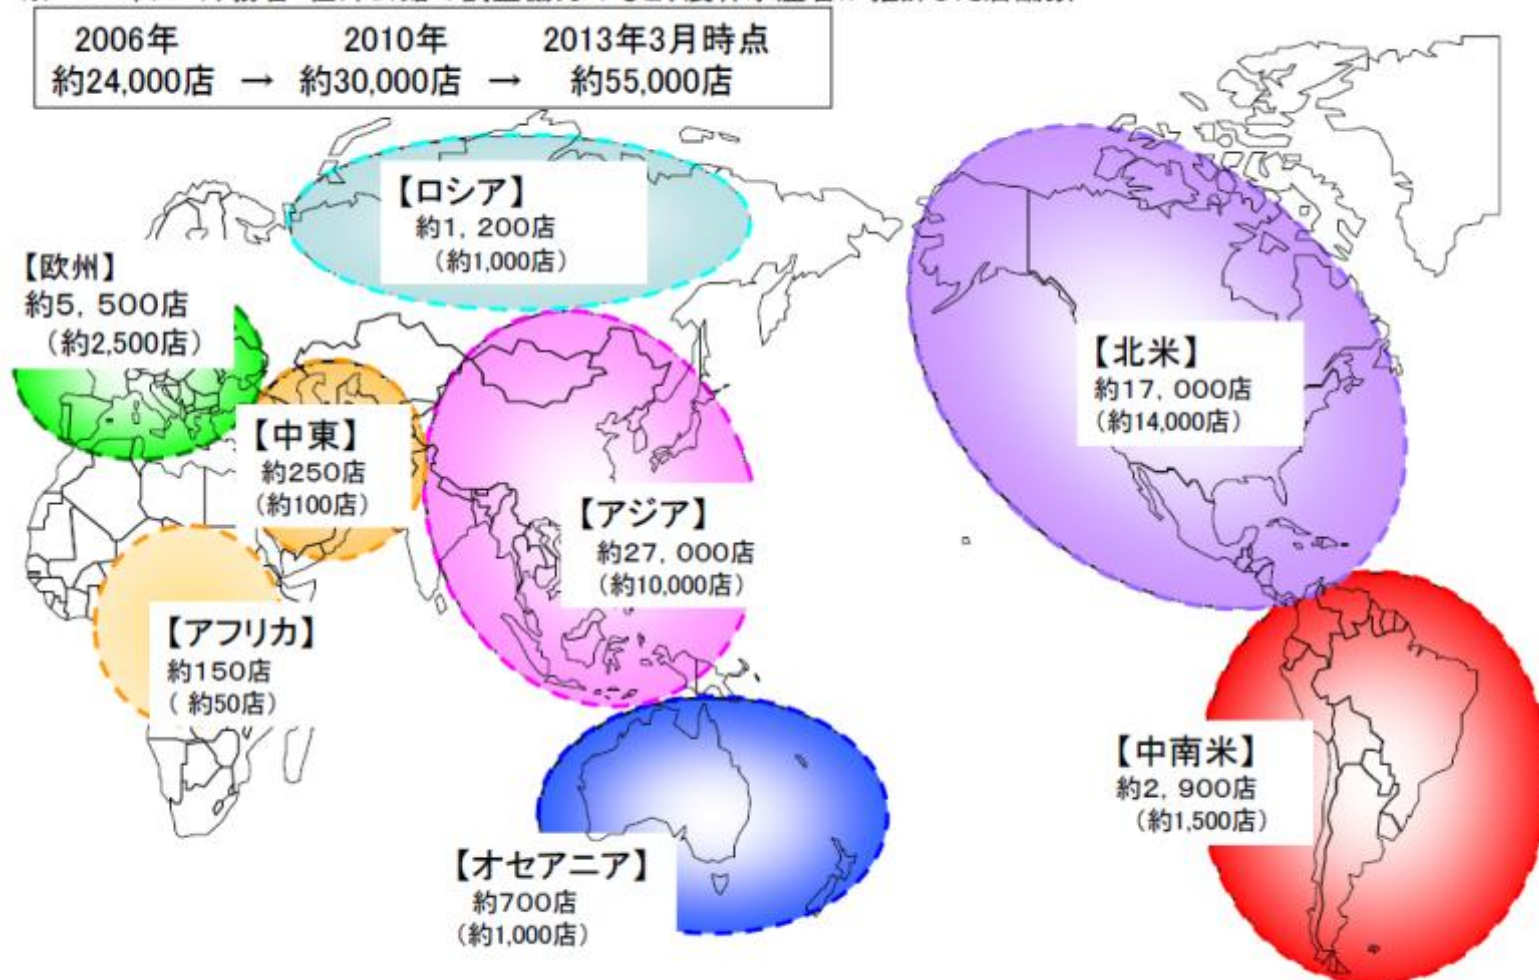 2006年 2010年 2013年3月時点
約24,000店 → 約30,000店 → 約55,000店
【ロシア】
約1,200店
(約1,000店)
【欧州】
約5,500店
(約2,500店)
【北米】
約17,000店
(約14,000店)
【中東】
約250店
(約100店)
【アジア】
約27,000店
(約10,000店)
【アフリカ】
約150店
( 約50店)
【中南米】
約2,900店
(約1,500店)
【オセアニア】
約700店
(約1,000店)